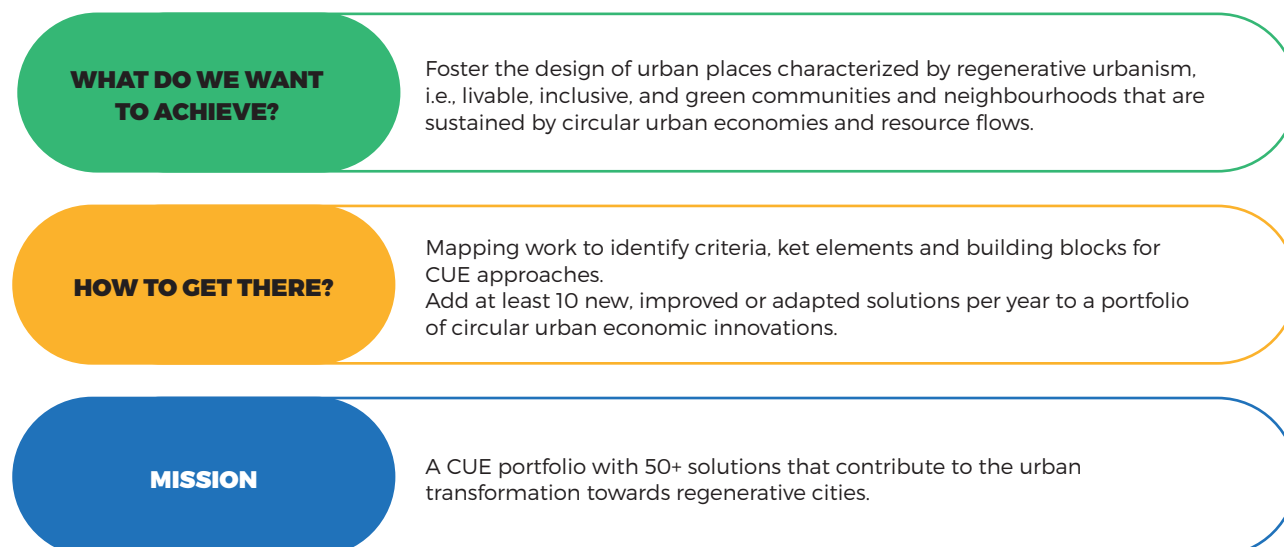 WHAT DO WE WANT
TO ACHIEVE?
Foster the design of urban places characterized by regenerative urbanism,
i.e., livable, inclusive, and green communities and neighbourhoods that are
sustained by circular urban economies and resource flows.
HOW TO GET THERE?
Mapping work to identify criteria, ket elements and building blocks for
CUE approaches.
Add at least 10 new, improved or adapted solutions per year to a portfolio
of circular urban economic innovations.
MISSION
A CUE portfolio with 50+ solutions that contribute to the urban
transformation towards regenerative cities.